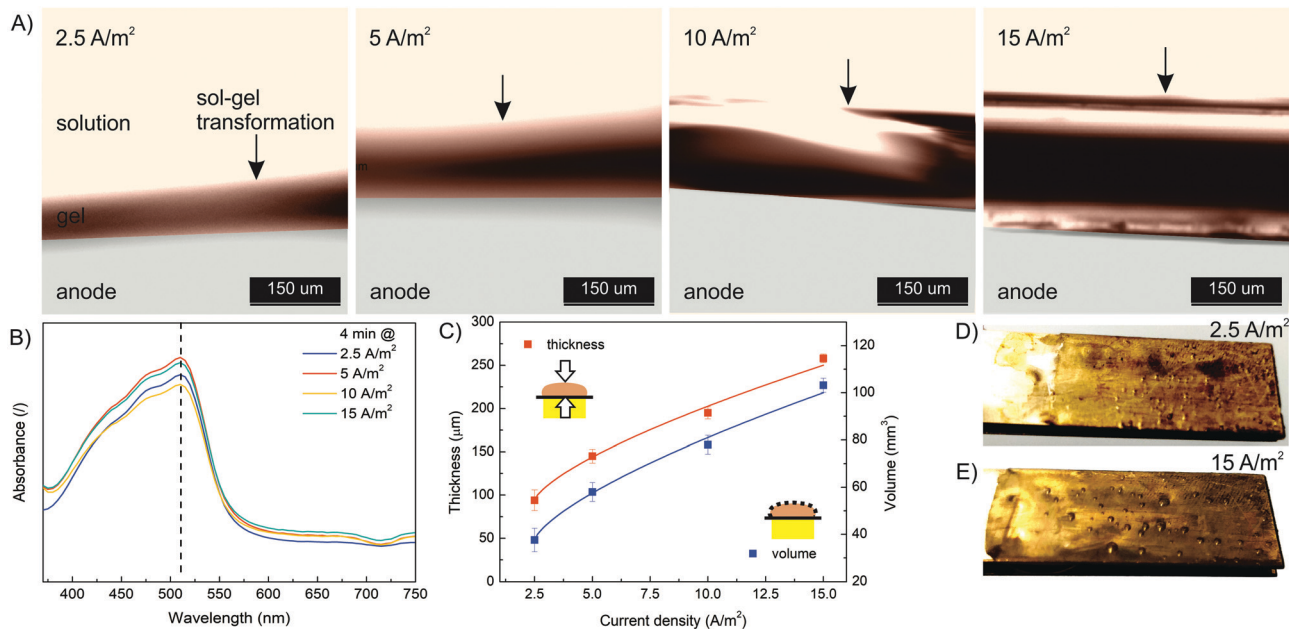 A)
2.5 A/m²
solution
sol-gel
transformation
gel
anode
150 um
5 A/m²
m
anode
150 um
10 A/m²
anode
150 um
15 A/m²
anode
150 um
B)
4 min @
2.5 A/m²
5 A/m²
10 A/m²
15 A/m²
Absorbance (/)
400 450 500 550 600 650 700 750
Wavelength (nm)
C)
300
250
200
150
100
50
0
Thickness (μm)
thickness
volume
120
100
80
60
40
20
Volume (mm³)
2.5 5.0 7.5 10.0 12.5 15.0
Current density (A/m²)
D)
2.5 A/m²
E)
15 A/m²